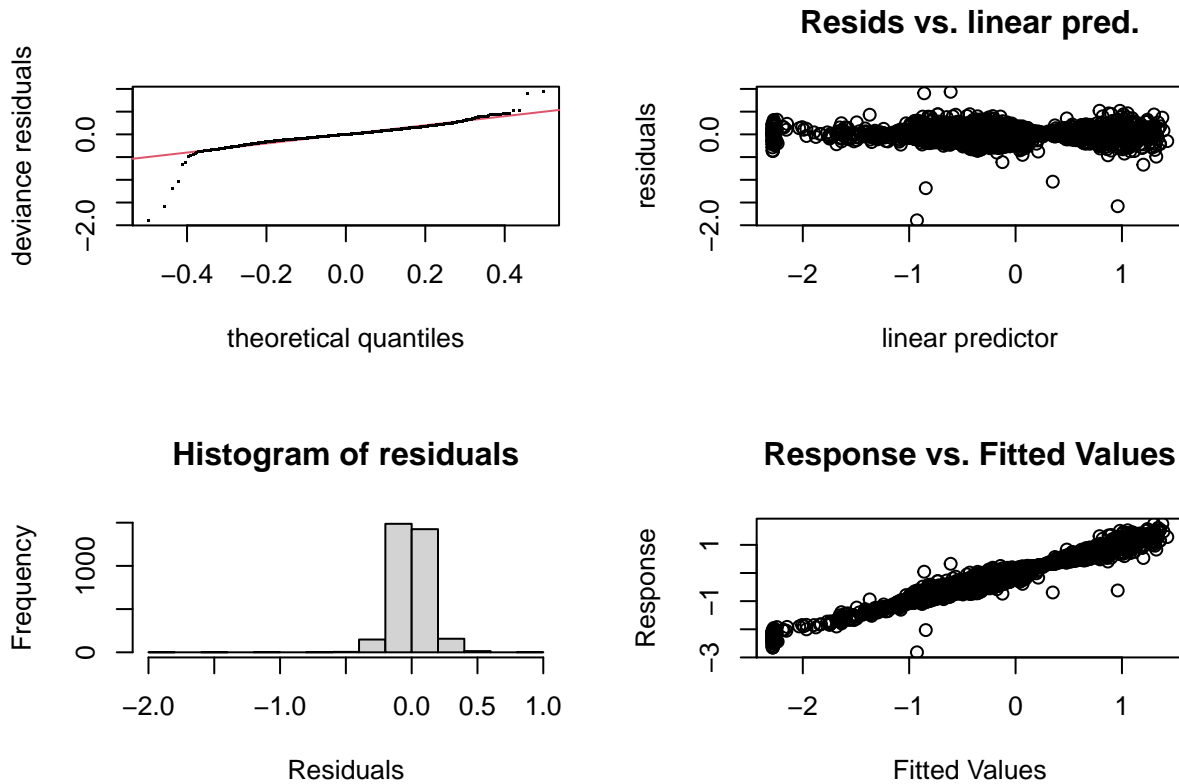 deviance residuals
0.0
−2.0
−0.4
−0.2
0.0
0.2
0.4
theoretical quantiles
Resids vs. linear pred.
residuals
0.0
−2.0
−2
−1
0
1
linear predictor
Histogram of residuals
Frequency
1000
0
−2.0
−1.0
0.0
0.5
1.0
Residuals
Response vs. Fitted Values
Response
1
−1
−3
−2
−1
0
1
Fitted Values